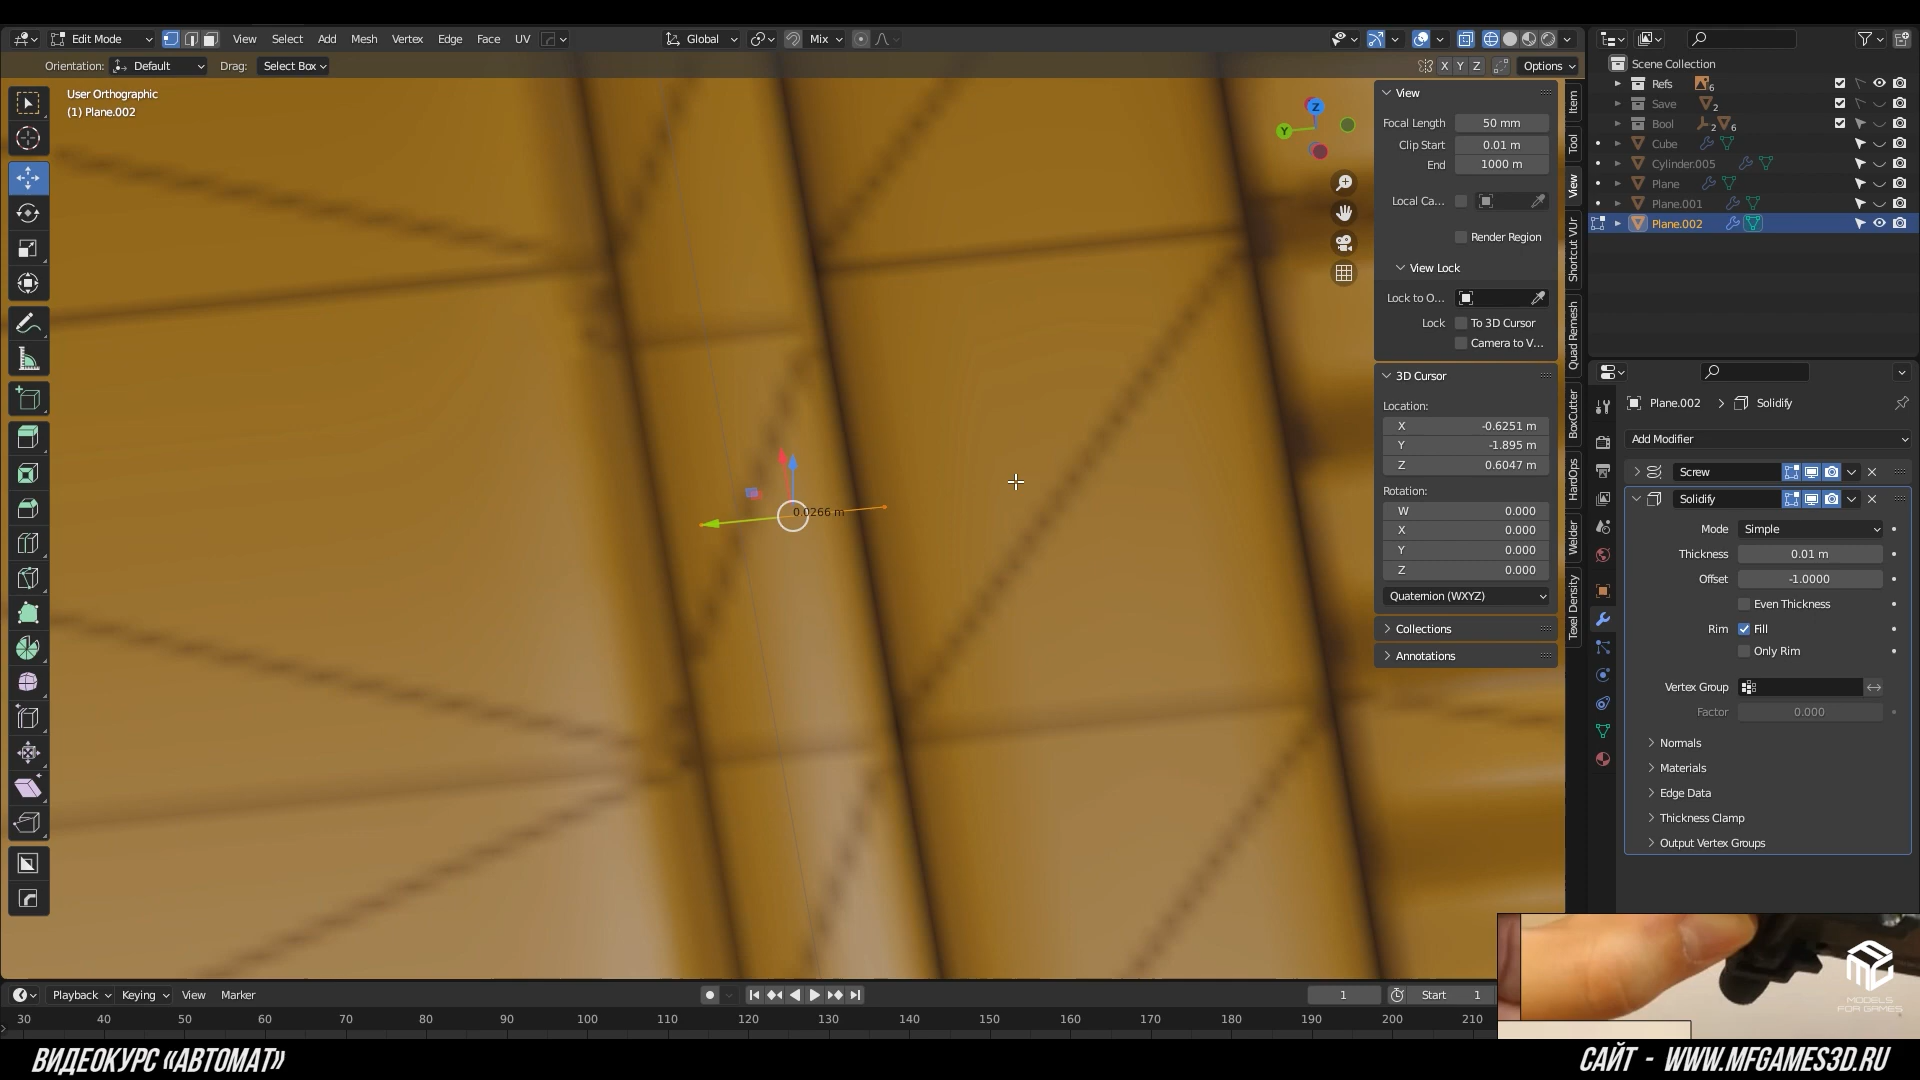 Edit Mode View Select Add Mesh Vertex Edge Face UV Global Mix
Orientation: Default Drag: Select Box X Y Z Options
User Orthographic
(1) Plane.002
Z
Y
0.0266 m
View
Focal Length 50 mm
Clip Start 0.01 m
End 1000 m
Local Ca...
Render Region
View Lock
Lock to O...
Lock To 3D Cursor
Camera to V...
3D Cursor
Location:
X -0.6251 m
Y -1.895 m
Z 0.6047 m
Rotation:
W 0.000
X 0.000
Y 0.000
Z 0.000
Quaternion (WXYZ)
Collections
Annotations
Item
Tool
View
Shortcut VUr
Quad Remesh
BoxCutter
HardOps
Welder
Texel Density
Scene Collection
Refs 6
Save 2
Bool 2 6
Cube
Cylinder.005
Plane
Plane.001
Plane.002
Plane.002 Solidify
Add Modifier
Screw
Solidify
Mode Simple
Thickness 0.01 m
Offset -1.0000
Even Thickness
Rim Fill
Only Rim
Vertex Group
Factor 0.000
Normals
Materials
Edge Data
Thickness Clamp
Output Vertex Groups
Playback Keying View Marker 1 Start 1
30 40 50 60 70 80 90 100 110 120 130 140 150 160 170 180 190 200 210
MODELS
FOR GAMES
ВИДЕОКУРС «АВТОМАТ»
САЙТ - WWW.MFGAMES3D.RU